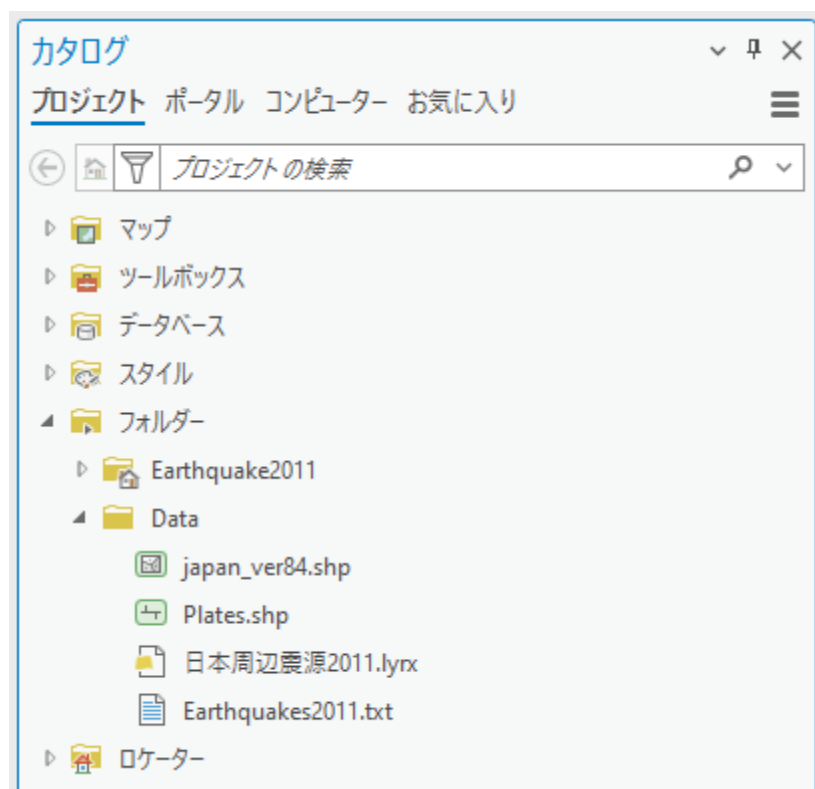 カタログ
プロジェクト ポータル コンピューター お気に入り
プロジェクトの検索
マップ
ツールボックス
データベース
スタイル
フォルダー
Earthquake2011
Data
japan_ver84.shp
Plates.shp
日本周辺震源2011.lyrx
Earthquakes2011.txt
ロケーター